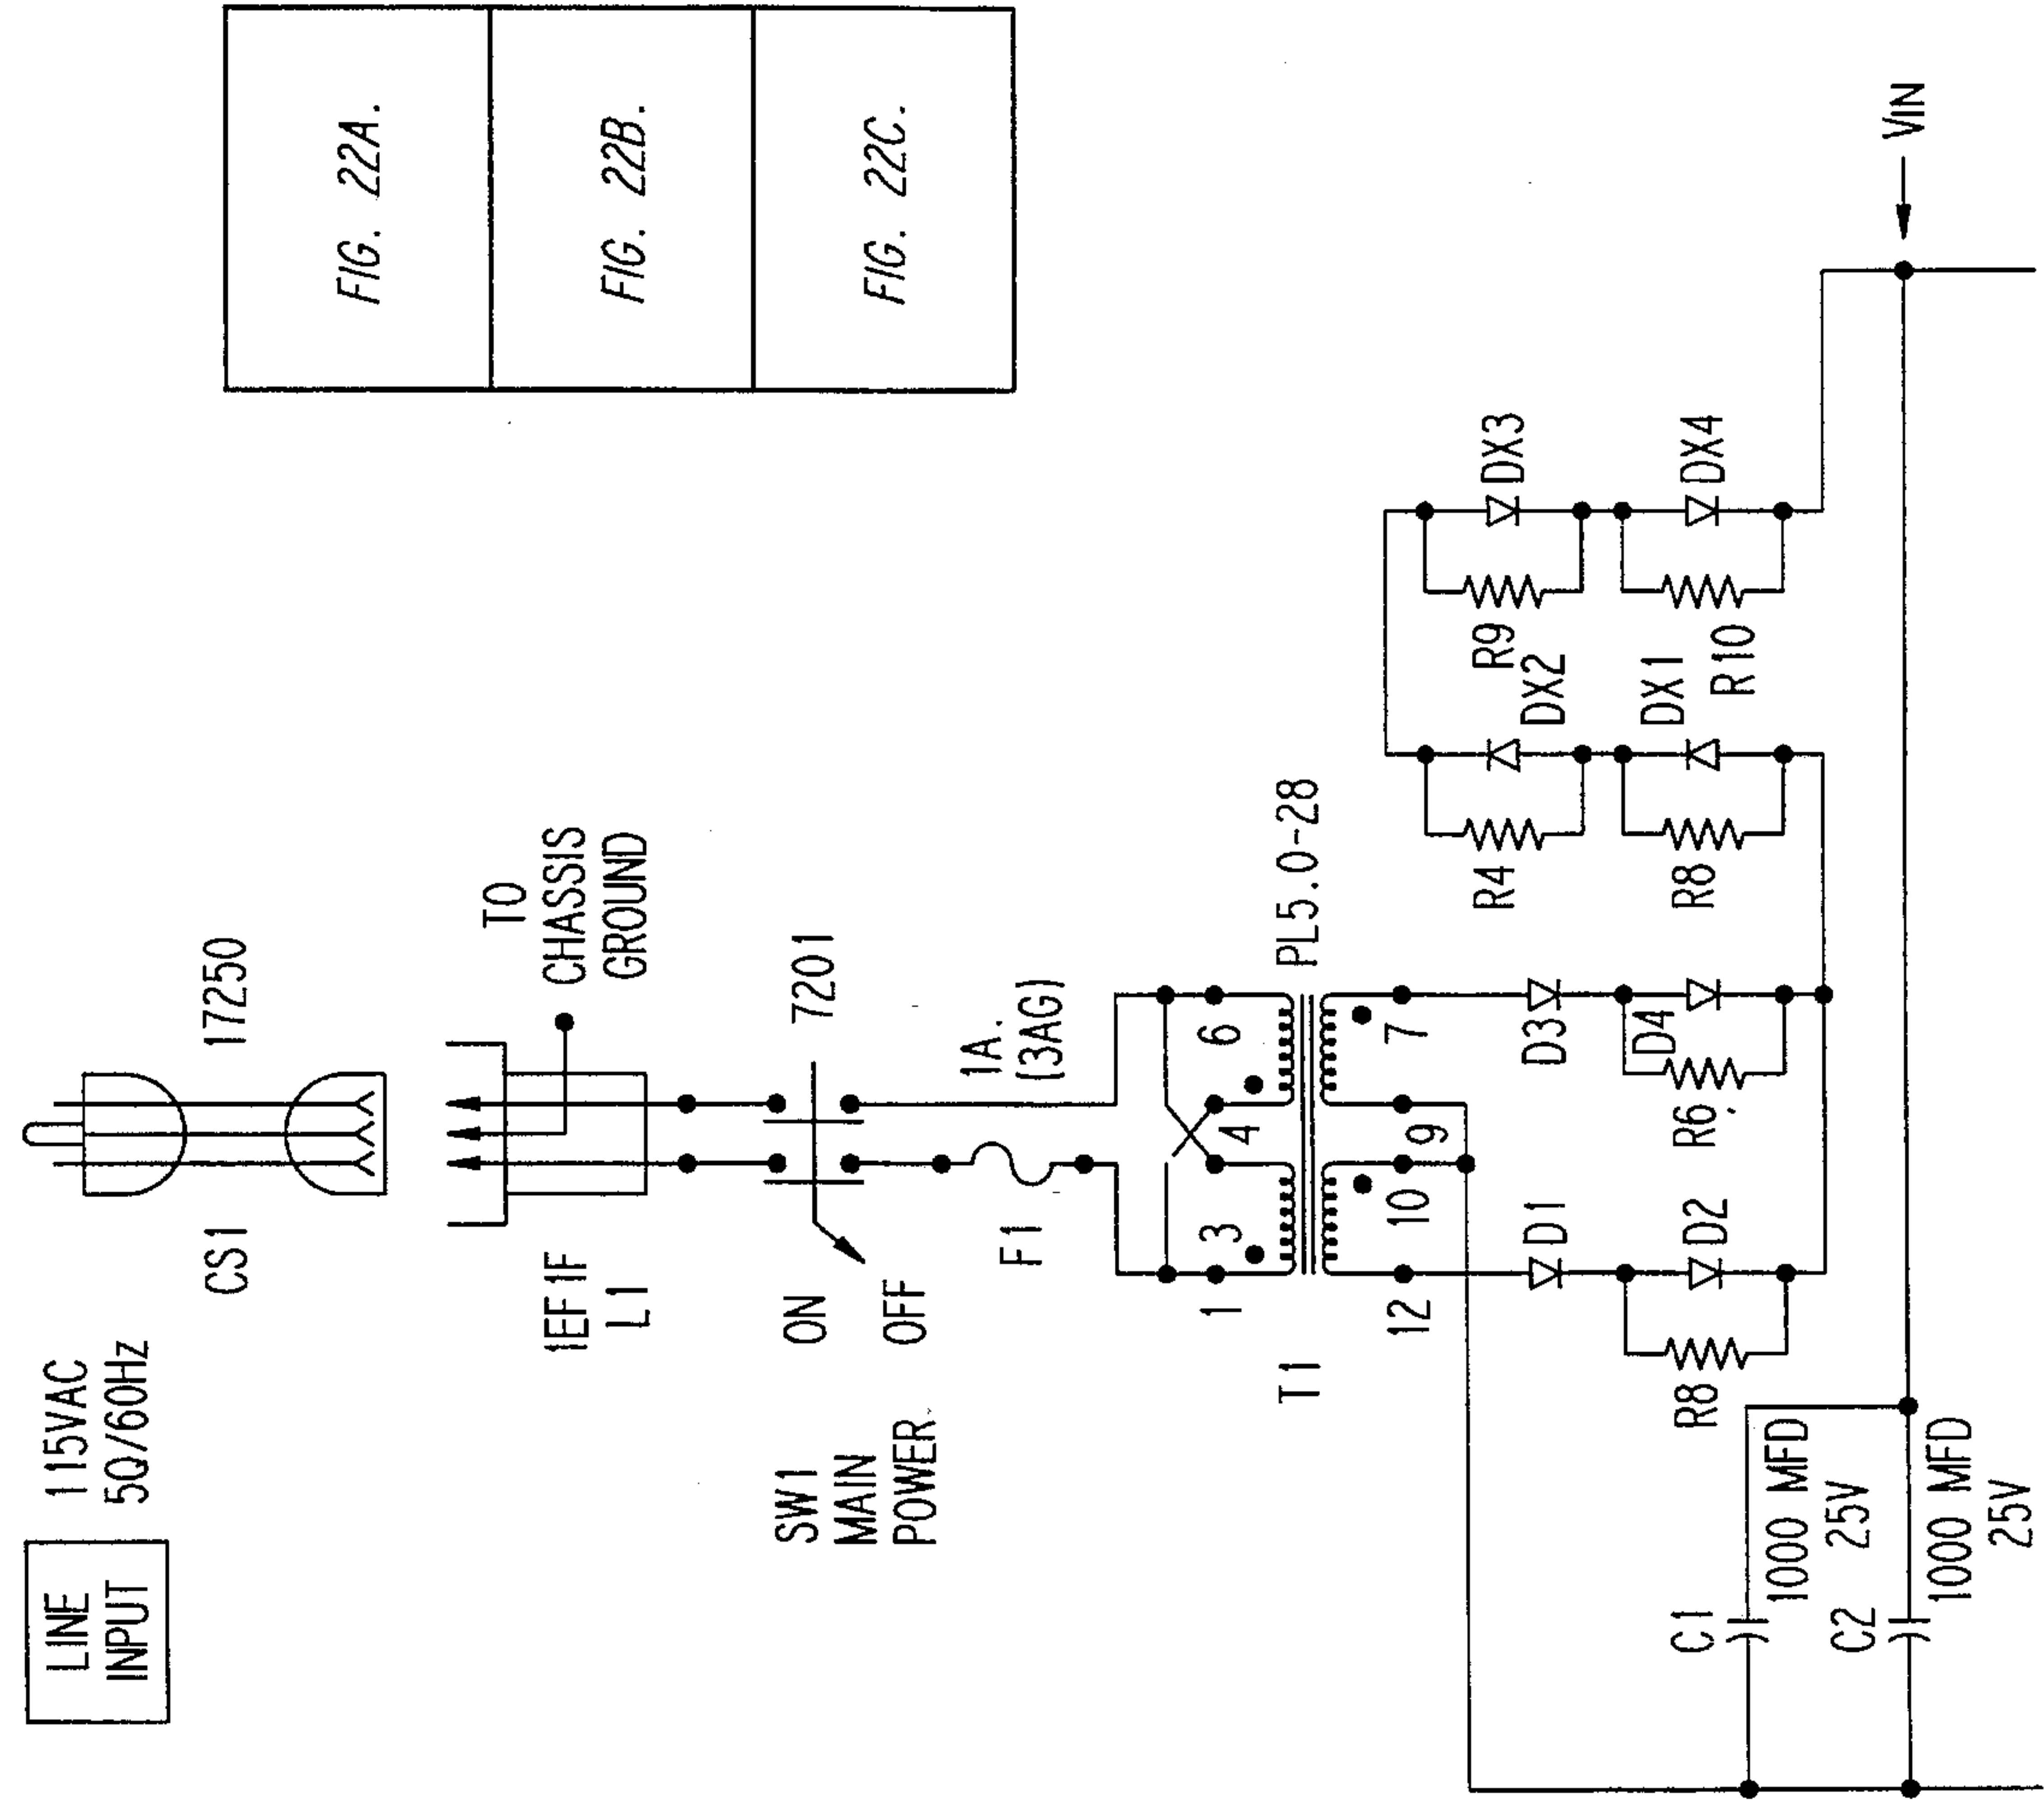 LINE
INPUT
115VAC
5Q/60Hz
CS1
17250
1EF1F
L1
TO
CHASSIS
GROUND
SW1
MAIN
POWER
ON
OFF
7201
F1
1A.
(3AG)
T1
PL5.0-28
1
3
4
6
12
10
9
7
D1
D2
R8
D3
D4
R6
R4
R8
DX2
DX1
R9
R10
DX3
DX4
C1
1000 MFD
25V
C2
1000 MFD
25V
VIN
FIG. 22A.
FIG. 22B.
FIG. 22C.